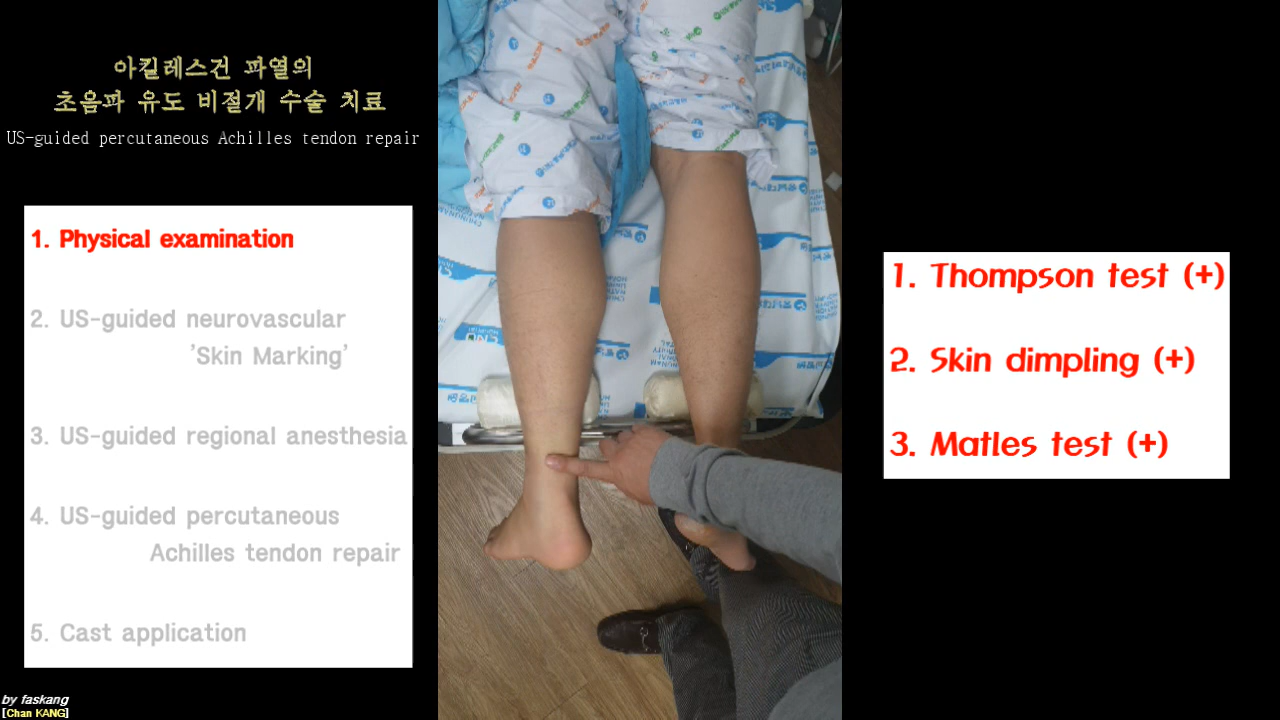 아킬레스건 파열의
초음파 유도 비절개 수술 치료
US-guided percutaneous Achilles tendon repair
1. Physical examination
2. US-guided neurovascular
'Skin Marking'
3. US-guided regional anesthesia
4. US-guided percutaneous
Achilles tendon repair
5. Cast application
by faskang
[Chan KANG]
1. Thompson test (+)
2. Skin dimpling (+)
3. Matles test (+)